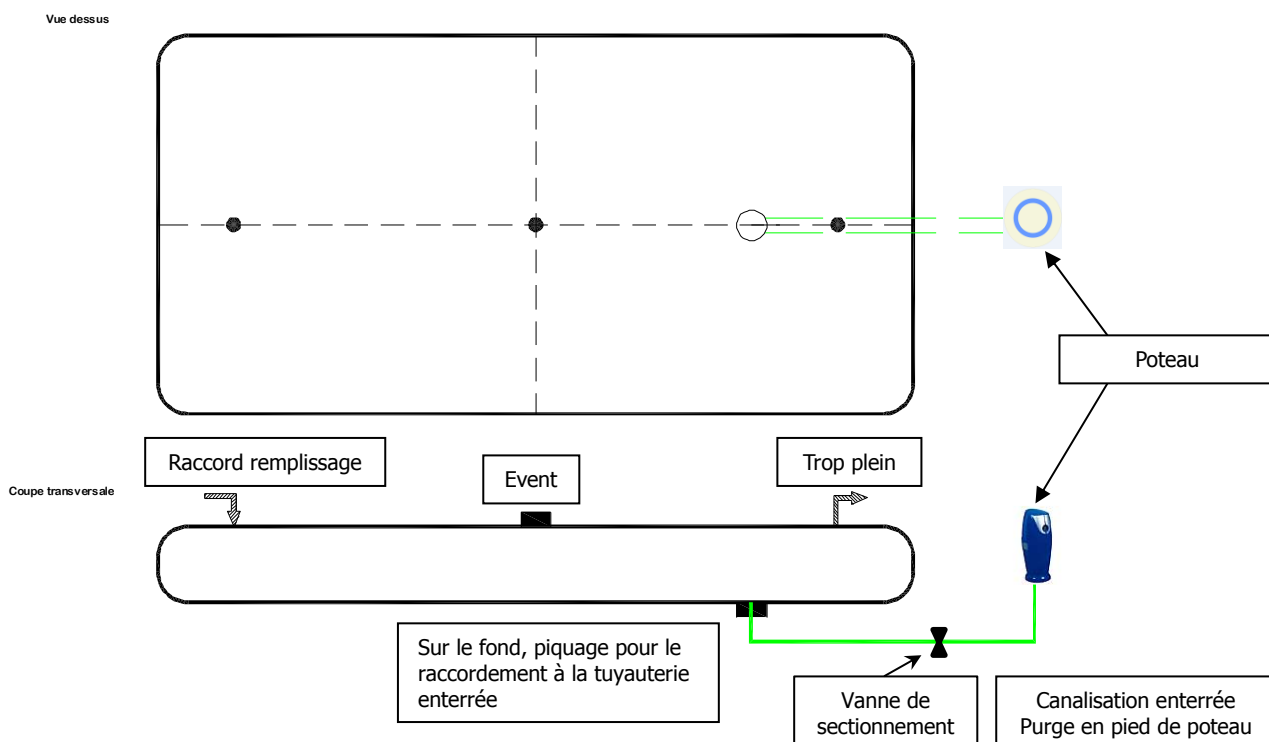 Vue dessus
Poteau
Raccord remplissage
Event
Trop plein
Coupe transversale
Sur le fond, piquage pour le
raccordement à la tuyauterie
enterrée
Vanne de
sectionnement
Canalisation enterrée
Purge en pied de poteau